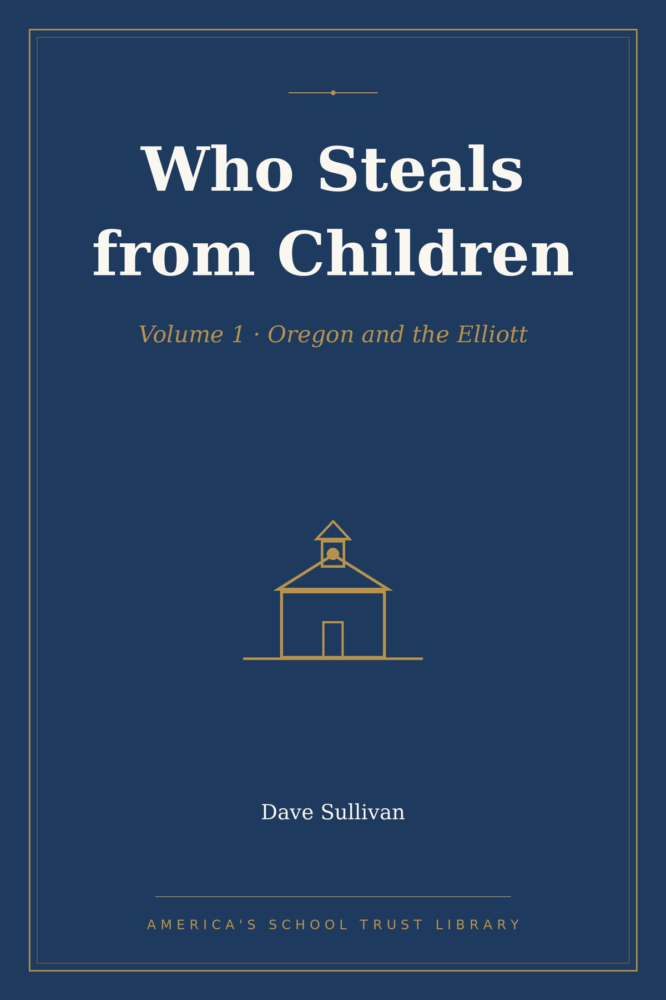 Who Steals
from Children
Volume 1 · Oregon and the Elliott
Dave Sullivan
AMERICA'S SCHOOL TRUST LIBRARY